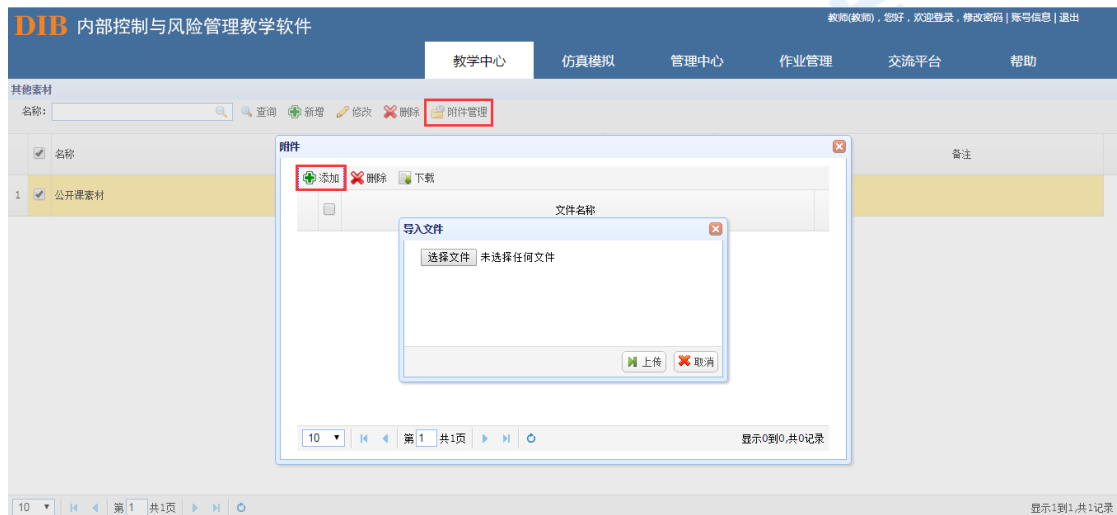 DIB 内部控制与风险管理教学软件
教师(教师)，您好，欢迎登录，修改密码 | 账号信息 | 退出
教学中心 仿真模拟 管理中心 作业管理 交流平台 帮助
其他素材
名称： 查询 新增 修改 删除 附件管理
名称 备注
1 公开课素材
附件
添加 删除 下载
文件名称
导入文件
选择文件 未选择任何文件
上传 取消
10 第 1 共1页 显示0到0,共0记录
10 第 1 共1页 显示1到1,共1记录